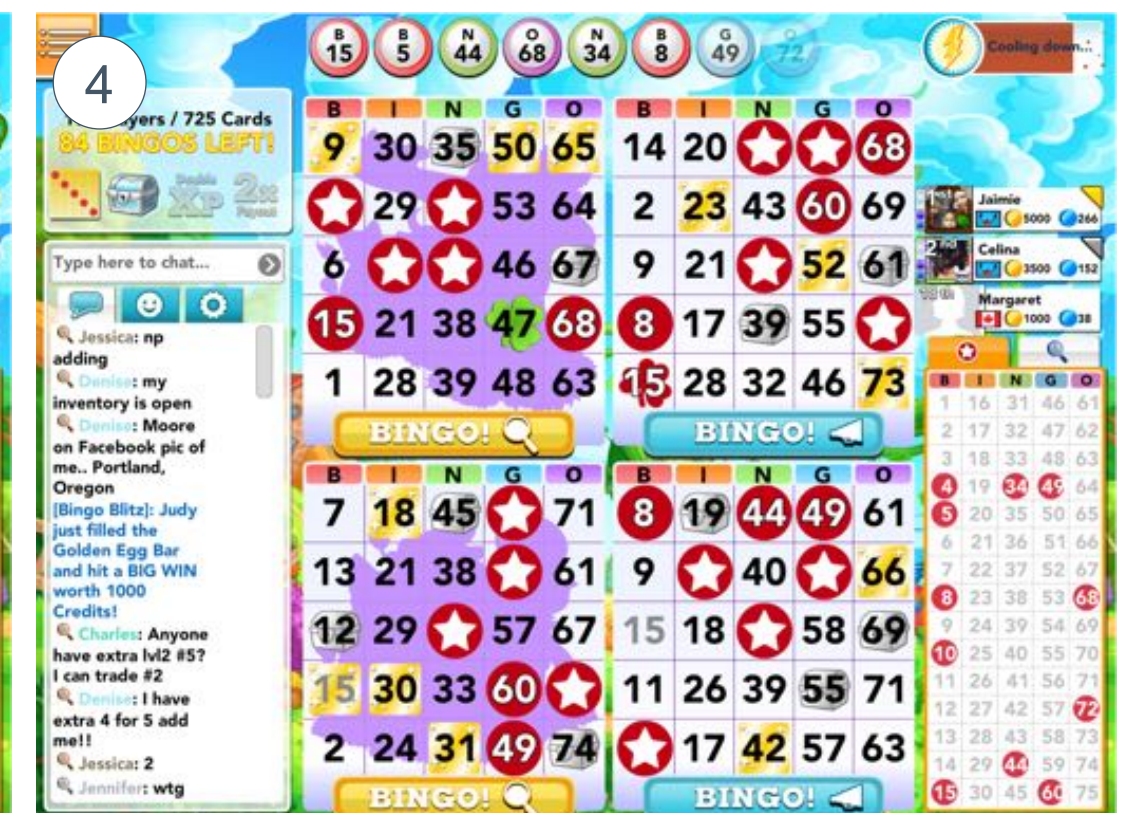 4
B 15 B 5 N 44 O 68 N 34 B 8 G 49 O 72
Cooling down...
/ 725 Cards
84 BINGOS LEFT!
Double XP
2x Payout
Type here to chat...
Jessica: np
adding
Denise: my
inventory is open
Denise: Moore
on Facebook pic of
me.. Portland,
Oregon
[Bingo Blitz]: Judy
just filled the
Golden Egg Bar
and hit a BIG WIN
worth 1000
Credits!
Charles: Anyone
have extra lvl2 #5?
I can trade #2
Denise: I have
extra 4 for 5 add
me!!
Jessica: 2
Jennifer: wtg
B I N G O
9 30 35 50 65
29 53 64
6 46 67
15 21 38 47 68
1 28 39 48 63
BINGO!
B I N G O
14 20 68
2 23 43 60 69
9 21 52 61
8 17 39 55
15 28 32 46 73
BINGO!
B I N G O
7 18 45 71
13 21 38 61
12 29 57 67
15 30 33 60
2 24 31 49 74
BINGO!
B I N G O
8 19 44 49 61
9 40 66
15 18 58 69
11 26 39 55 71
17 42 57 63
BINGO!
1st
Jaimie
5000 266
2nd
Celina
3500 152
18th
Margaret
1000 38
B I N G O
1 16 31 46 61
2 17 32 47 62
3 18 33 48 63
4 19 34 49 64
5 20 35 50 65
6 21 36 51 66
7 22 37 52 67
8 23 38 53 68
9 24 39 54 69
10 25 40 55 70
11 26 41 56 71
12 27 42 57 72
13 28 43 58 73
14 29 44 59 74
15 30 45 60 75